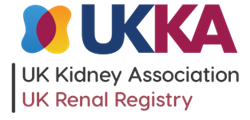 UKKA
UK Kidney Association
UK Renal Registry